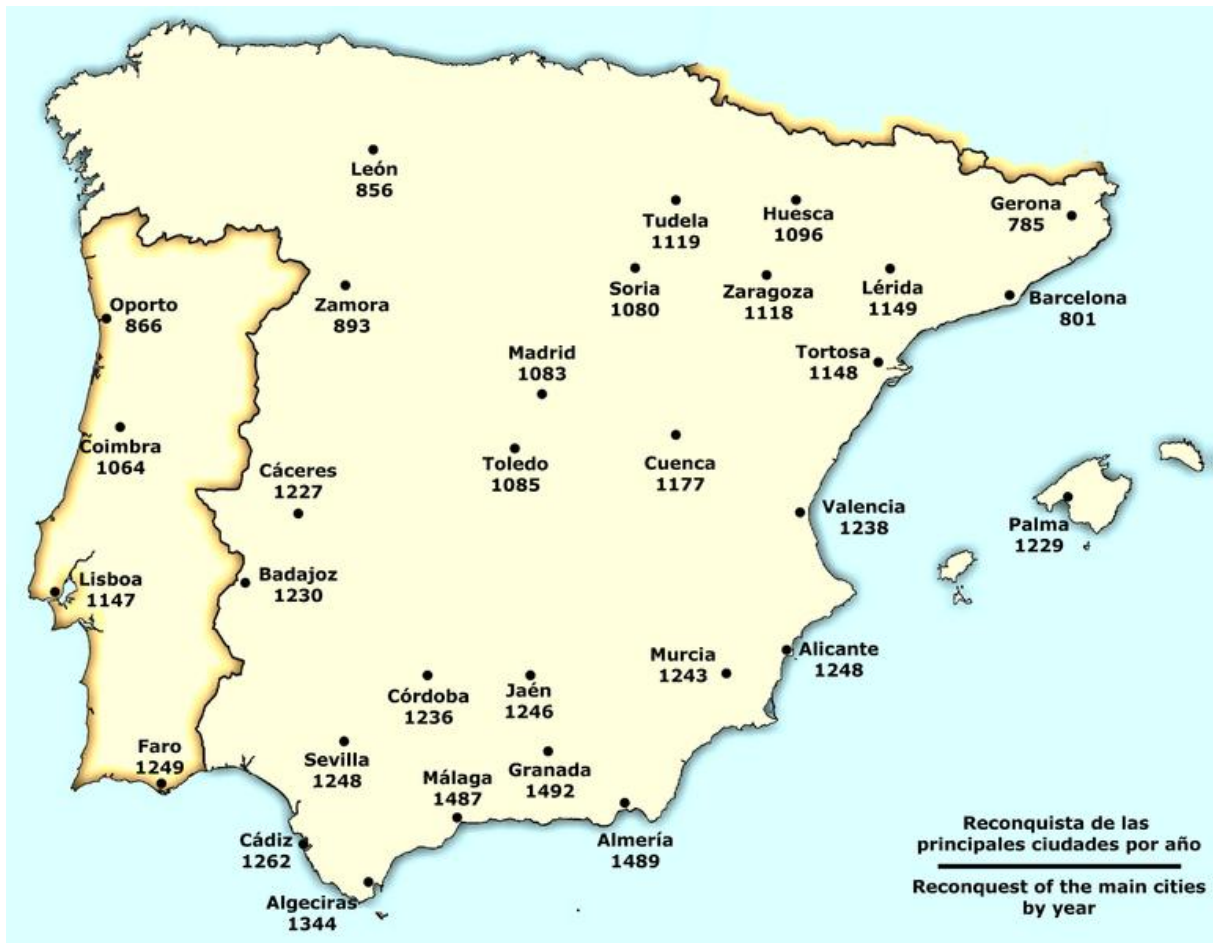 León
856
Tudela
1119
Huesca
1096
Gerona
785
Oporto
866
Zamora
893
Soria
1080
Zaragoza
1118
Lérida
1149
Barcelona
801
Madrid
1083
Tortosa
1148
Coimbra
1064
Cáceres
1227
Toledo
1085
Cuenca
1177
Valencia
1238
Palma
1229
Lisboa
1147
Badajoz
1230
Murcia
1243
Alicante
1248
Córdoba
1236
Jaén
1246
Faro
1249
Sevilla
1248
Málaga
1487
Granada
1492
Cádiz
1262
Almería
1489
Algeciras
1344
Reconquista de las
principales ciudades por año
Reconquest of the main cities
by year